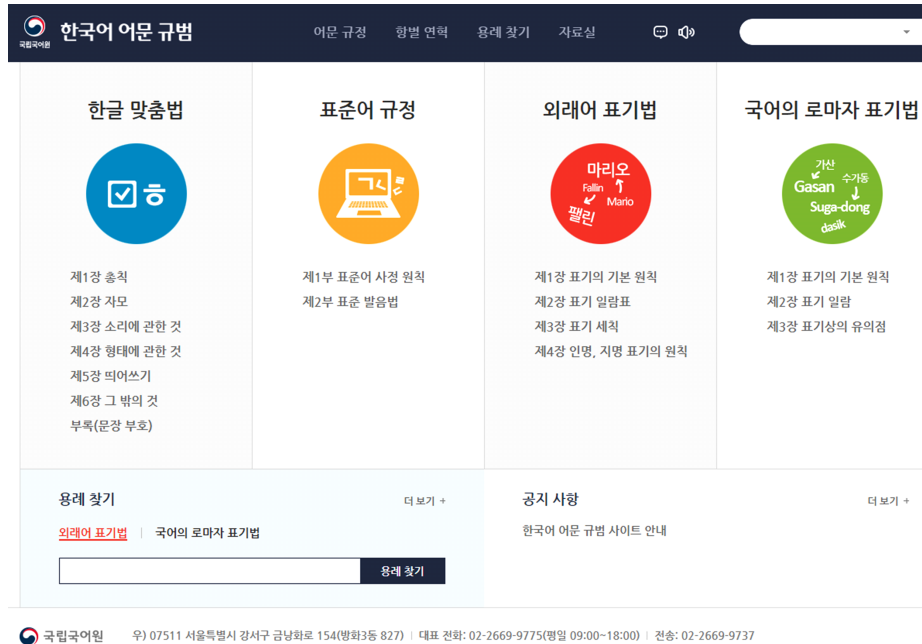 국립국어원
한국어 어문 규범
어문 규정 항별 연혁 용례 찾기 자료실
한글 맞춤법
ㅎ
제1장 총칙
제2장 자모
제3장 소리에 관한 것
제4장 형태에 관한 것
제5장 띄어쓰기
제6장 그 밖의 것
부록(문장 부호)
표준어 규정
ㄱㄴ
제1부 표준어 사정 원칙
제2부 표준 발음법
외래어 표기법
마리오
Fallin
Mario
팰린
제1장 표기의 기본 원칙
제2장 표기 일람표
제3장 표기 세칙
제4장 인명, 지명 표기의 원칙
국어의 로마자 표기법
가산
수가동
Gasan
Suga-dong
dasik
제1장 표기의 기본 원칙
제2장 표기 일람
제3장 표기상의 유의점
용례 찾기 더 보기 +
외래어 표기법 | 국어의 로마자 표기법
용례 찾기
공지 사항 더 보기 +
한국어 어문 규범 사이트 안내
국립국어원 우) 07511 서울특별시 강서구 금낭화로 154(방화3동 827) | 대표 전화: 02-2669-9775(평일 09:00~18:00) | 전송: 02-2669-9737